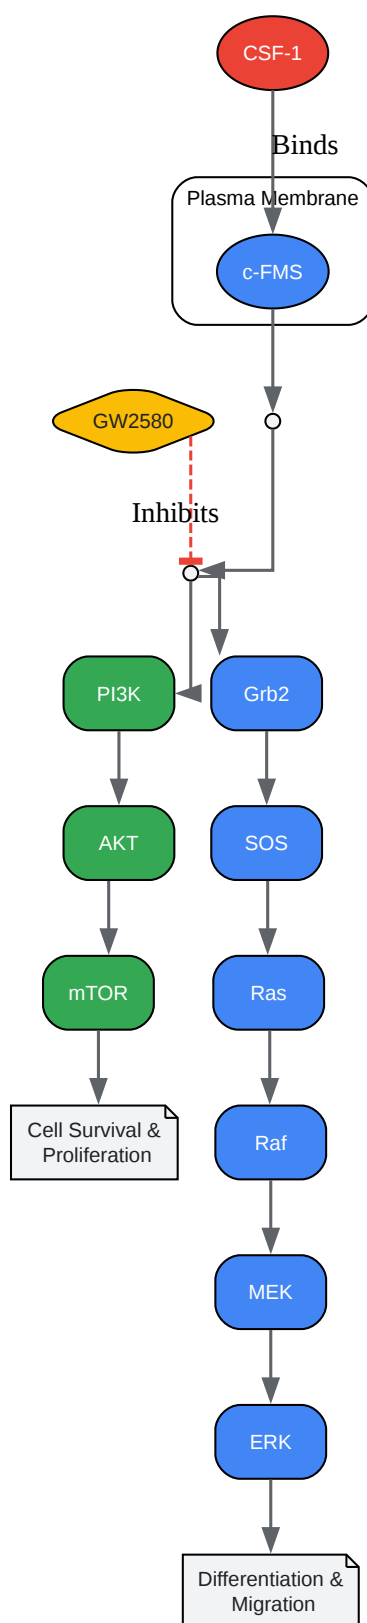 CSF-1
Binds
Plasma Membrane
c-FMS
GW2580
Inhibits
PI3K
Grb2
AKT
SOS
mTOR
Ras
Cell Survival &
Proliferation
Raf
MEK
ERK
Differentiation &
Migration